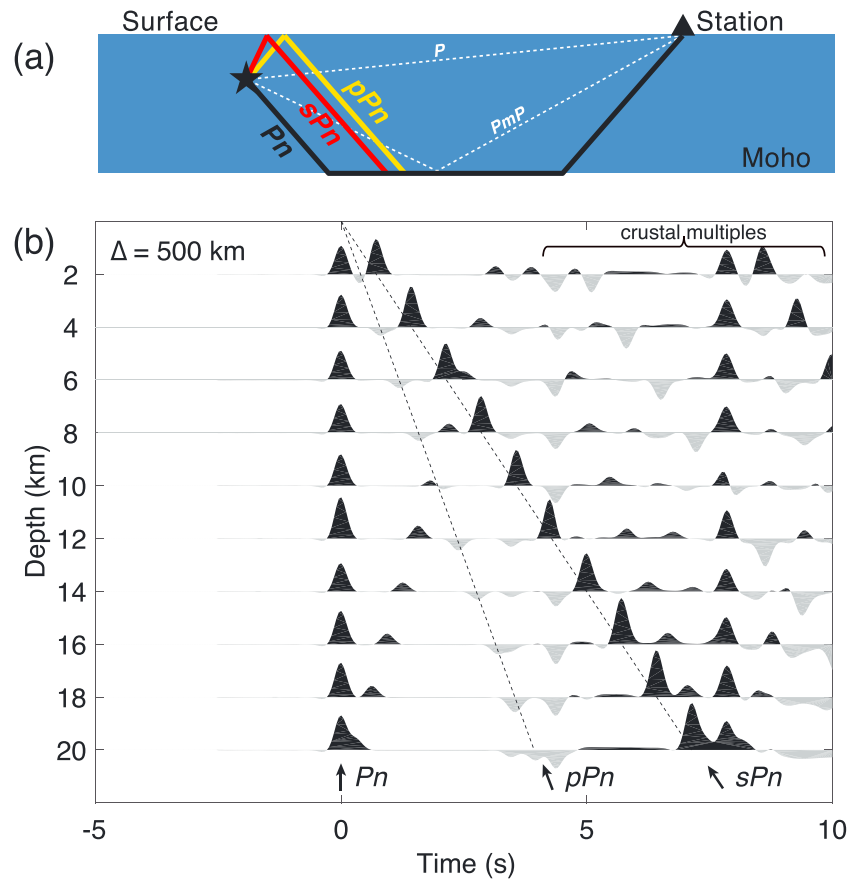 Surface
Station
(a)
P
pPn
sPn
Pn
PmP
Moho
(b)
Δ = 500 km
crustal multiples
2
4
6
8
10
12
14
16
18
20
Depth (km)
Pn
pPn
sPn
-5
0
5
10
Time (s)